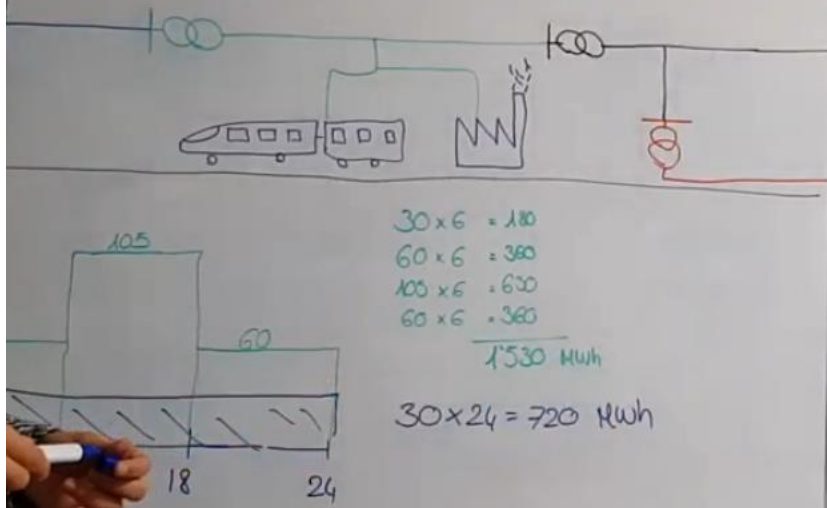 105
60
18
24
30 × 6 = 180
60 × 6 = 360
105 × 6 = 630
60 × 6 = 360
1'530 MWh
30 × 24 = 720 MWh